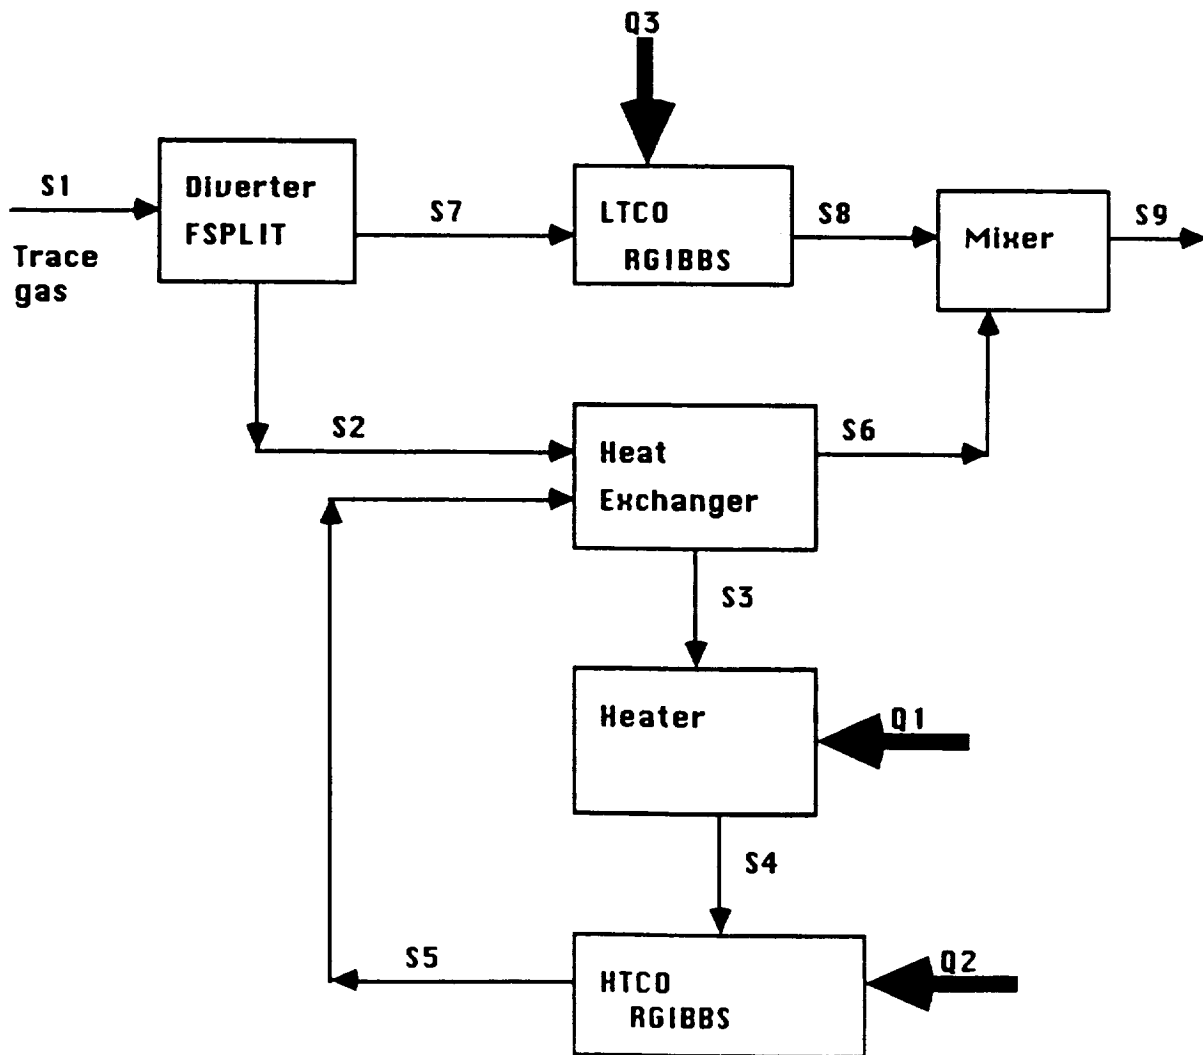 Q3
S1
Diverter
FSPLIT
S7
LTCO
RGIBBS
S8
Mixer
S9
Trace
gas
S2
Heat
Exchanger
S6
S3
Heater
Q1
S4
S5
HTCO
RGIBBS
Q2